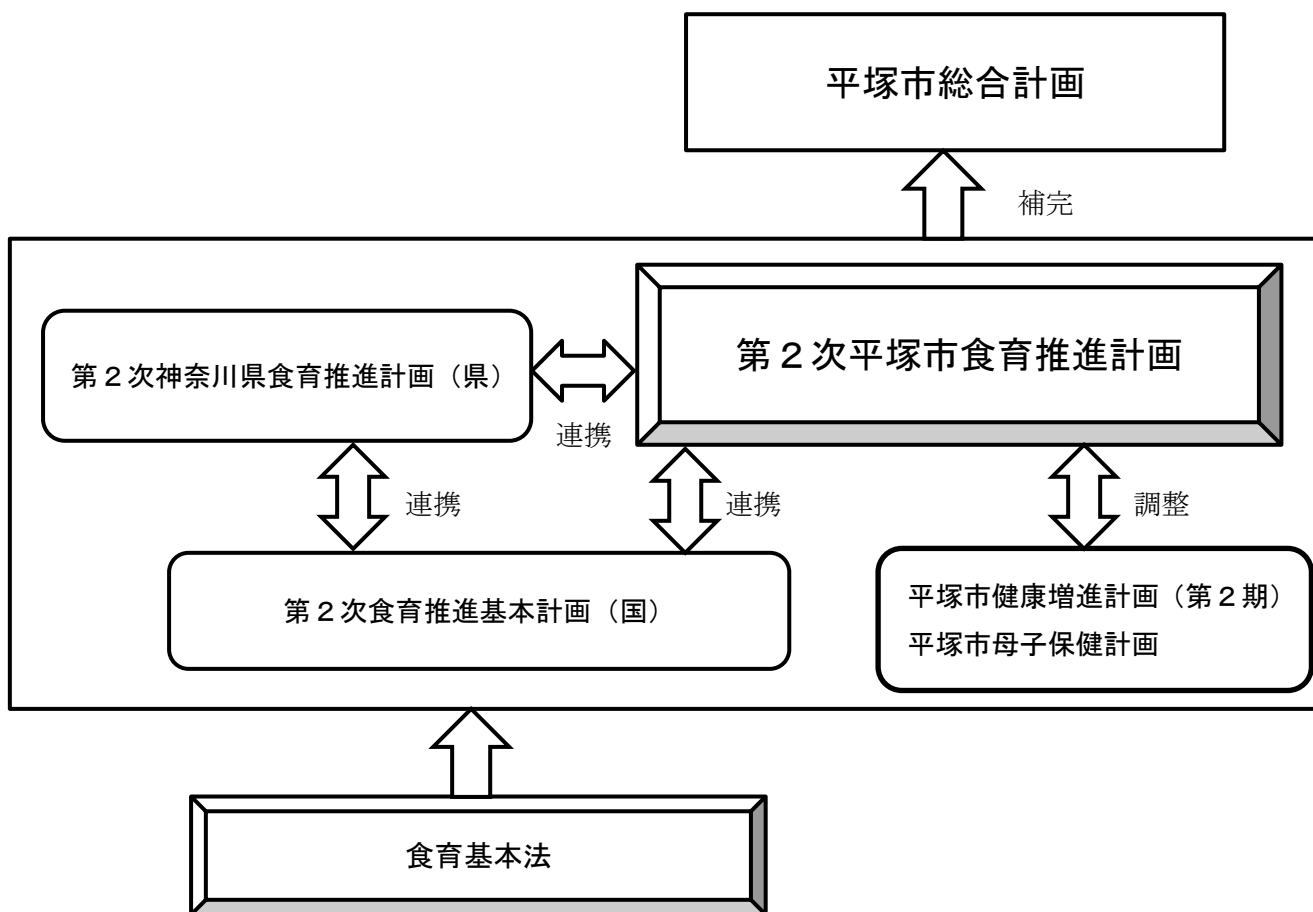 平塚市総合計画
補完
第２次平塚市食育推進計画
第２次神奈川県食育推進計画（県）
連携
連携
連携
調整
第２次食育推進基本計画（国）
平塚市健康増進計画（第２期）
平塚市母子保健計画
食育基本法